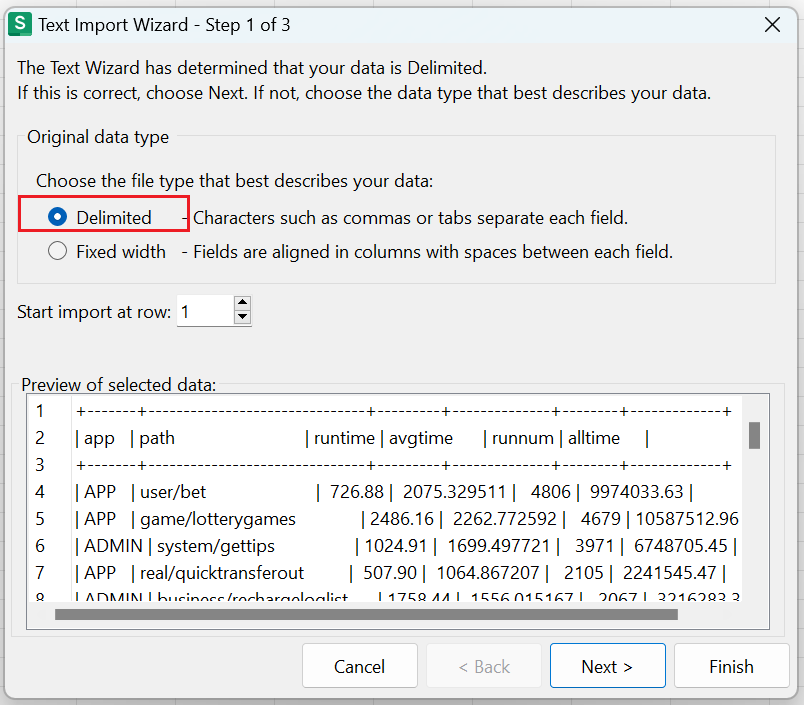 S Text Import Wizard - Step 1 of 3
The Text Wizard has determined that your data is Delimited.
If this is correct, choose Next. If not, choose the data type that best describes your data.
Original data type
Choose the file type that best describes your data:
Delimited - Characters such as commas or tabs separate each field.
Fixed width - Fields are aligned in columns with spaces between each field.
Start import at row: 1
Preview of selected data:
1 +-------+------------------------------+---------+--------------+--------+-------------+
2 | app | path | runtime | avgtime | runnum | alltime |
3 +-------+------------------------------+---------+--------------+--------+-------------+
4 | APP | user/bet | 726.88 | 2075.329511 | 4806 | 9974033.63 |
5 | APP | game/lotterygames | 2486.16 | 2262.772592 | 4679 | 10587512.96
6 | ADMIN | system/gettips | 1024.91 | 1699.497721 | 3971 | 6748705.45 |
7 | APP | real/quicktransferout | 507.90 | 1064.867207 | 2105 | 2241545.47 |
8 | ADMIN | business/rechargeloglist | 1758.44 | 1556.015167 | 2067 | 3216283.3
Cancel < Back Next > Finish